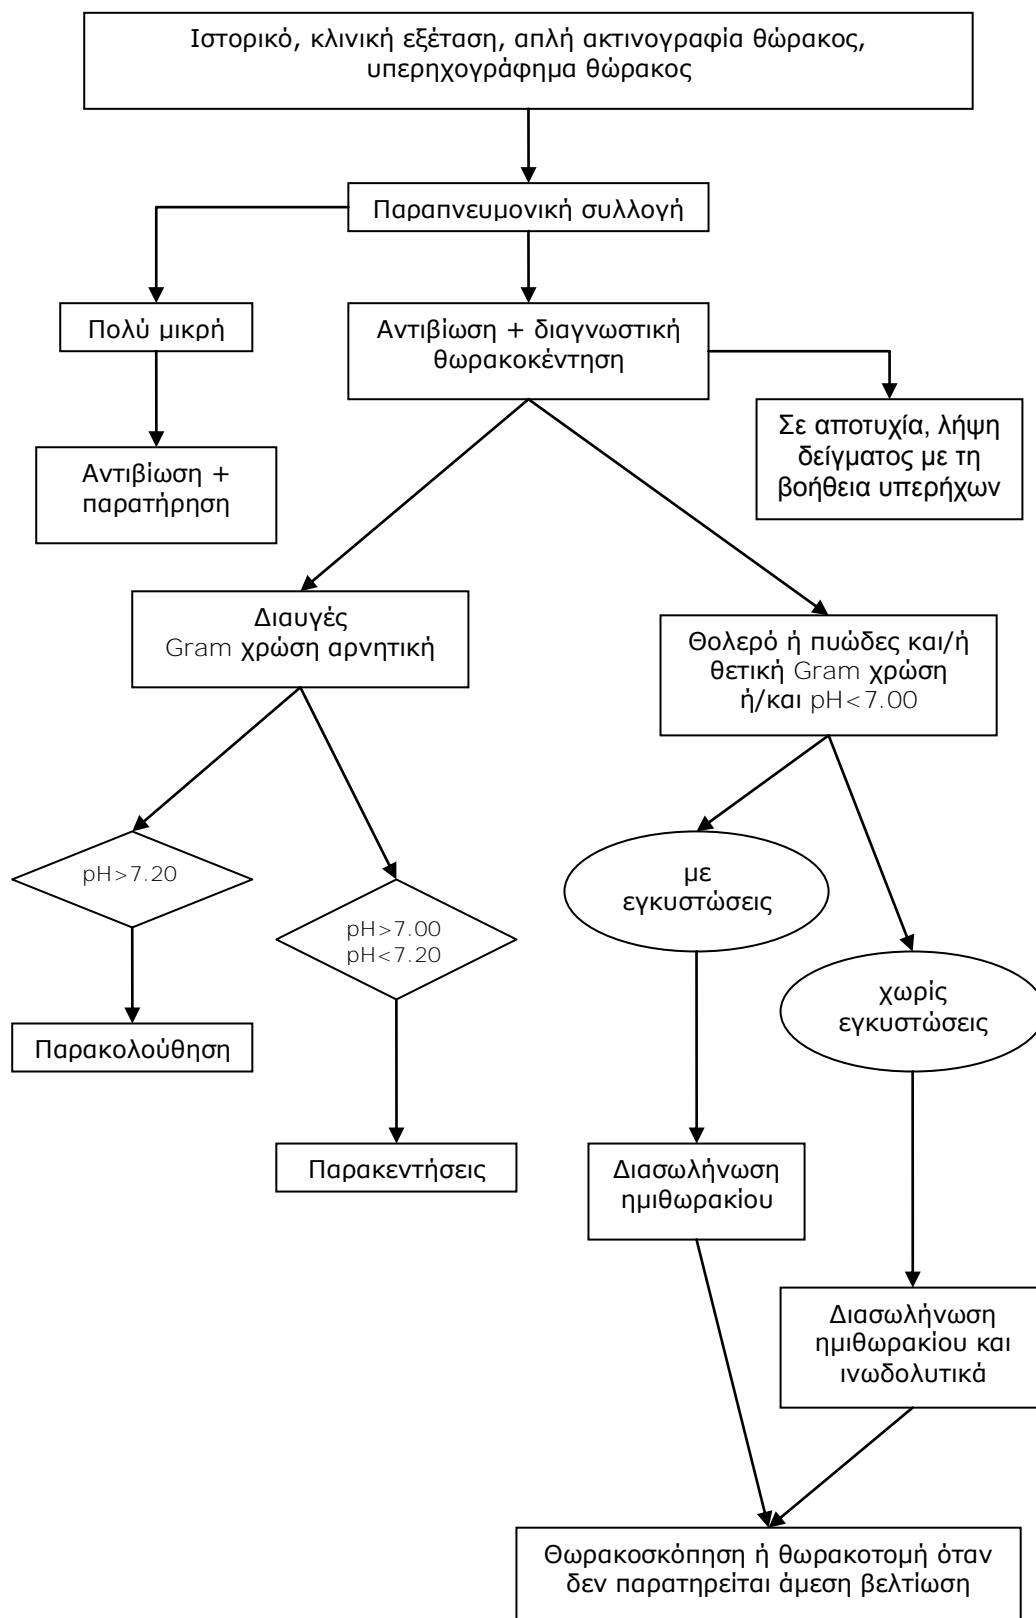 Ιστορικό, κλινική εξέταση, απλή ακτινογραφία θώρακος,
υπερηχογράφημα θώρακος
Παραπνευμονική συλλογή
Πολύ μικρή
Αντιβίωση + διαγνωστική
θωρακοκέντηση
Σε αποτυχία, λήψη
δείγματος με τη
βοήθεια υπερήχων
Αντιβίωση +
παρατήρηση
Διαυγές
Gram χρώση αρνητική
Θολερό ή πυώδες και/ή
θετική Gram χρώση
ή/και pH<7.00
pH>7.20
με
εγκυστώσεις
pH>7.00
pH<7.20
χωρίς
εγκυστώσεις
Παρακολούθηση
Παρακεντήσεις
Διασωλήνωση
ημιθωρακίου
Διασωλήνωση
ημιθωρακίου και
ινωδολυτικά
Θωρακοσκόπηση ή θωρακοτομή όταν
δεν παρατηρείται άμεση βελτίωση